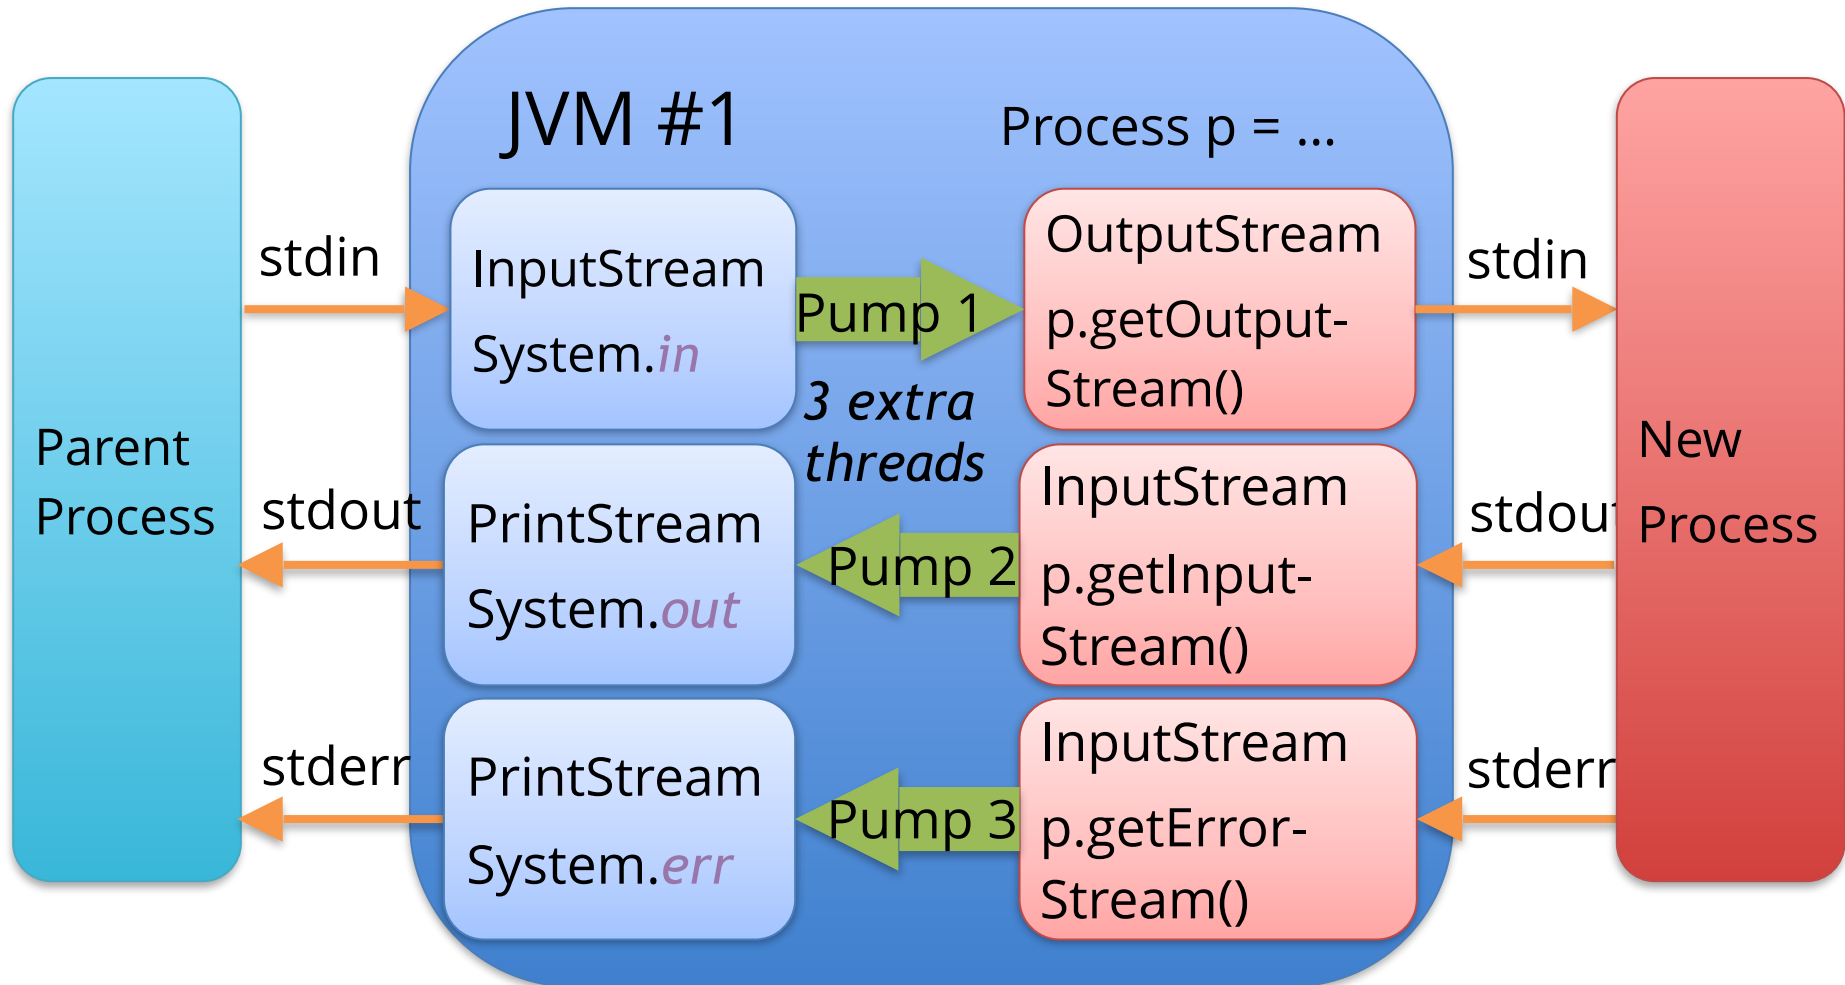 JVM #1
Process p = ...
Parent
Process
stdin
InputStream
System.in
Pump 1
OutputStream
p.getOutput-
Stream()
stdin
3 extra
threads
stdout
PrintStream
System.out
Pump 2
InputStream
p.getInput-
Stream()
stdout
stderr
PrintStream
System.err
Pump 3
InputStream
p.getError-
Stream()
stderr
New
Process